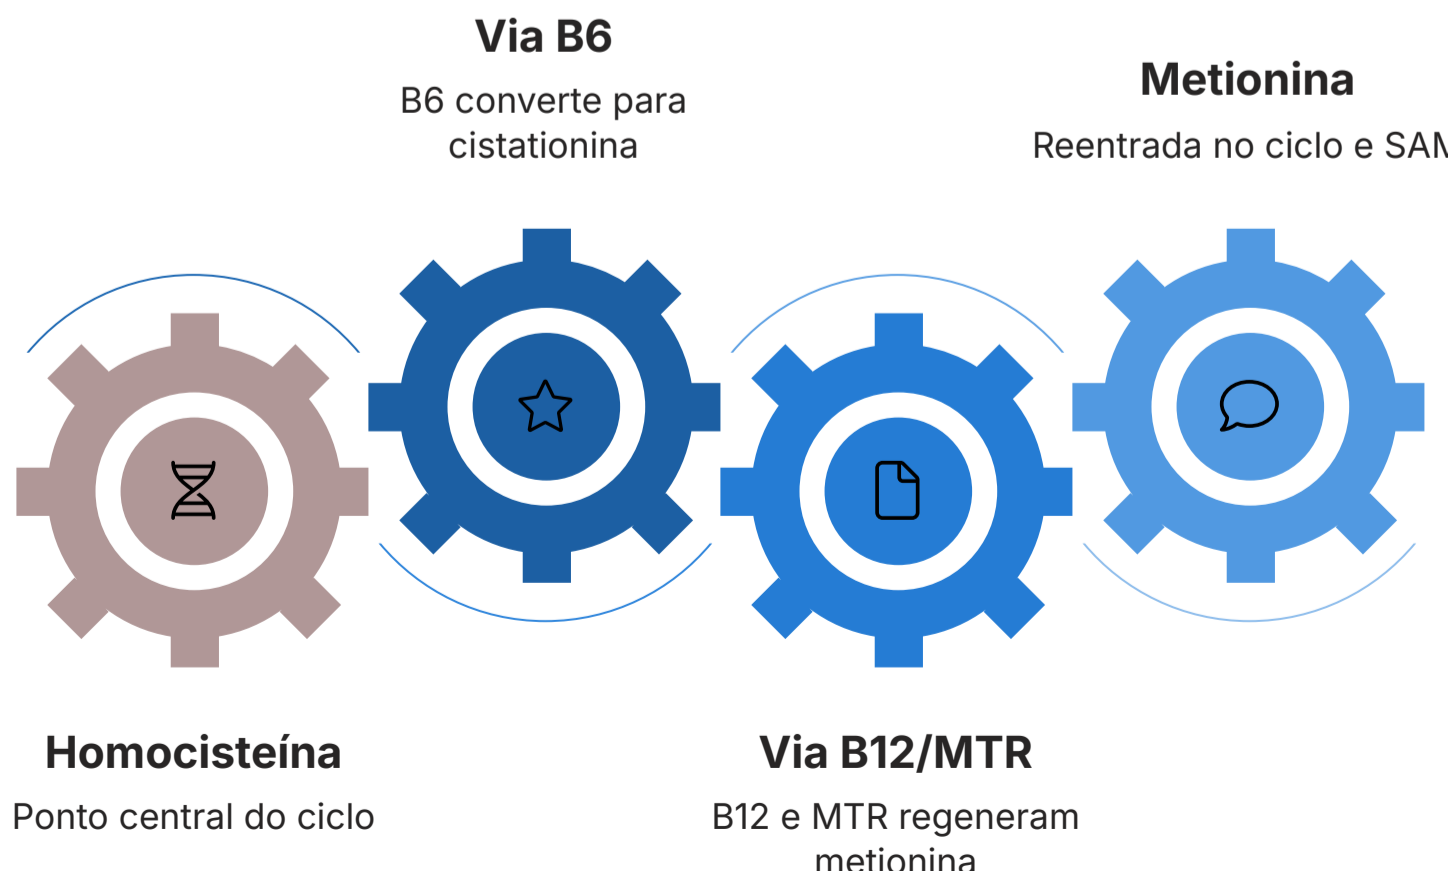 Via B6
B6 converte para
cistationina
Metionina
Reentrada no ciclo e SAM
Homocisteína
Ponto central do ciclo
Via B12/MTR
B12 e MTR regeneram
metionina